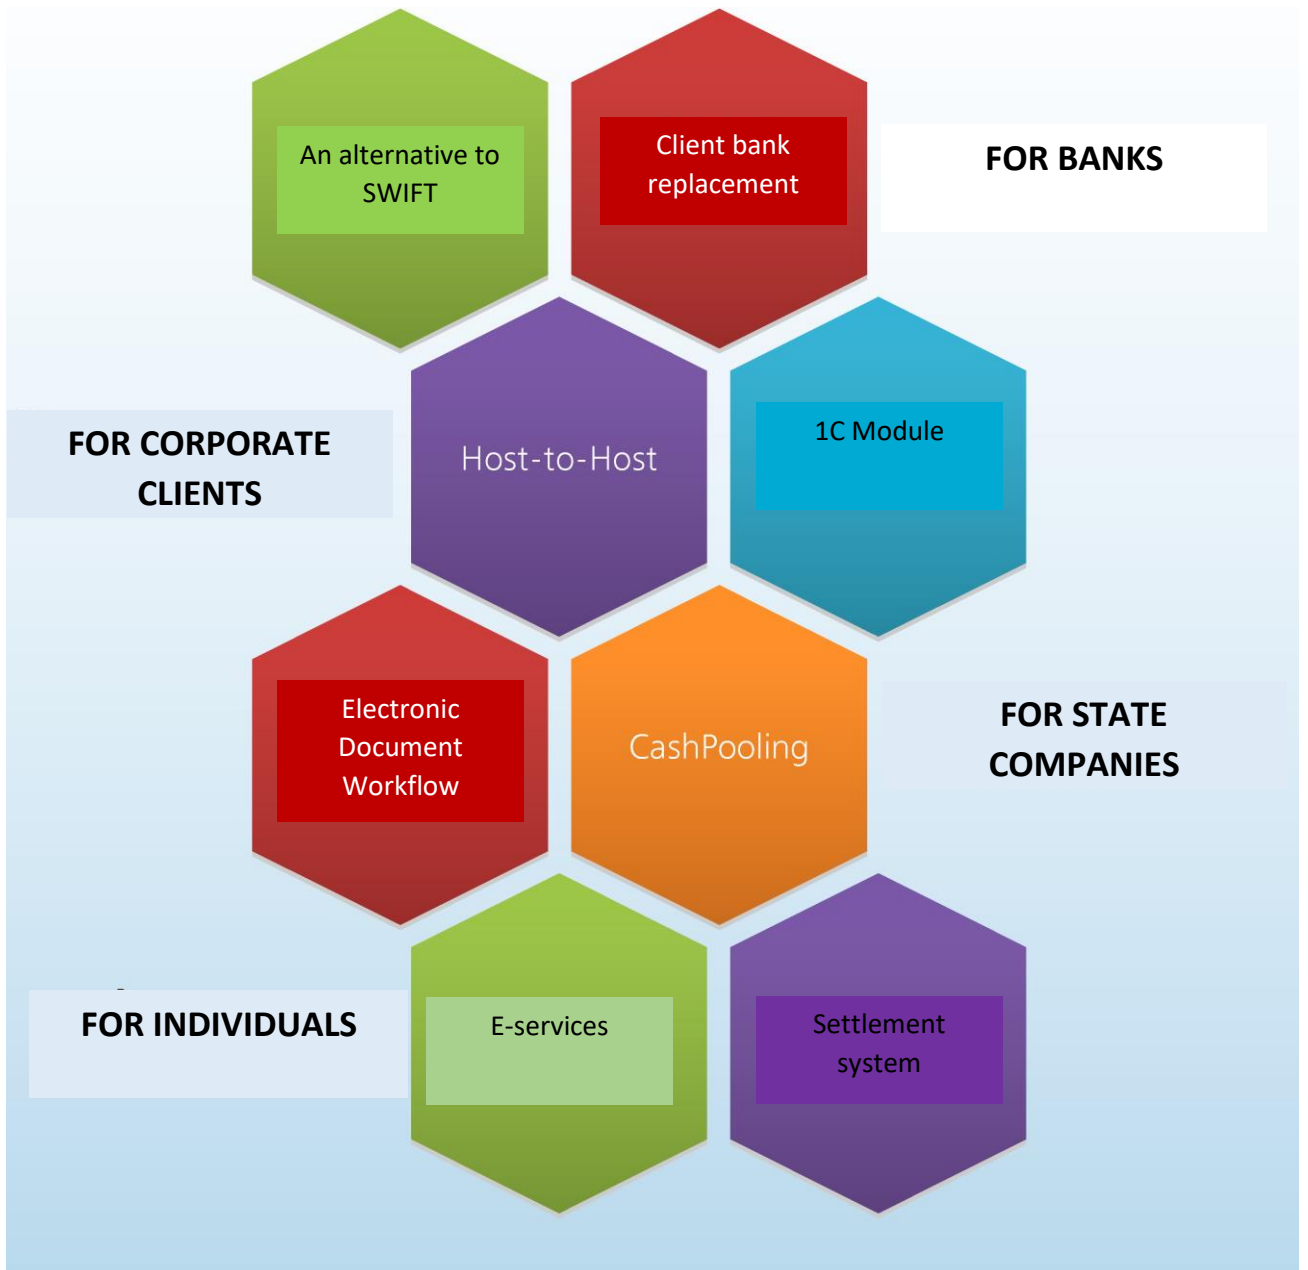 An alternative to
SWIFT
Client bank
replacement
FOR BANKS
FOR CORPORATE
CLIENTS
Host-to-Host
1C Module
Electronic
Document
Workflow
CashPooling
FOR STATE
COMPANIES
FOR INDIVIDUALS
E-services
Settlement
system